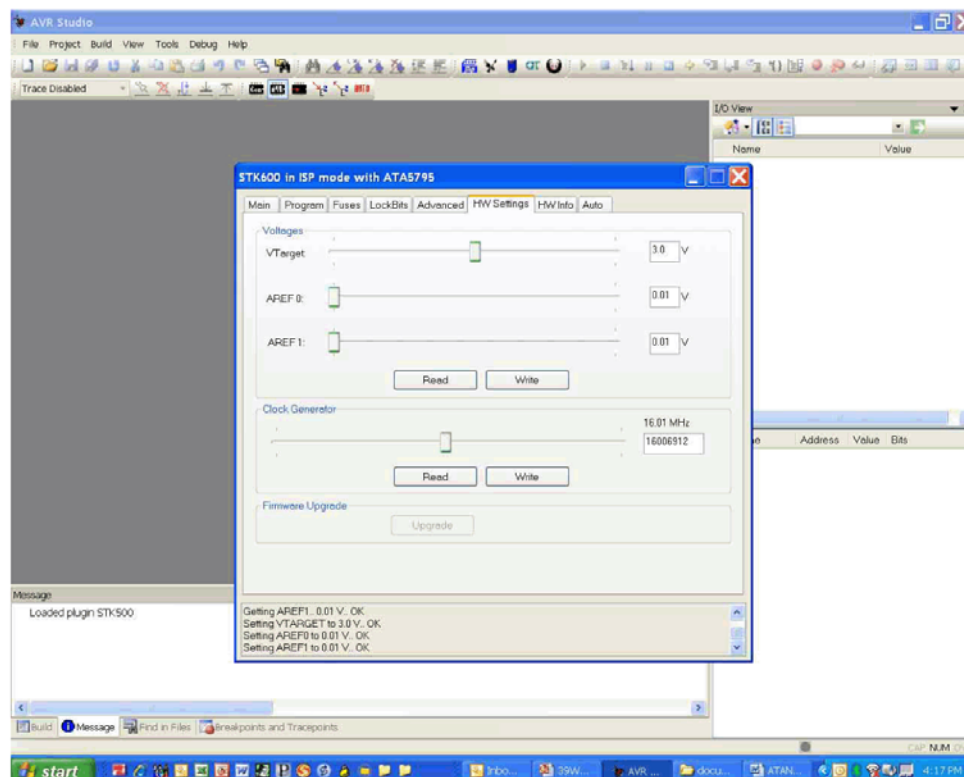 AVR Studio
File Project Build View Tools Debug Help
Trace Disabled
I/O View
Name Value
STK600 in ISP mode with ATA5795
Main Program Fuses LockBits Advanced HW Settings HW Info Auto
Voltages
VTarget 3.0 V
AREF 0: 0.01 V
AREF 1: 0.01 V
Read Write
Clock Generator
16.01 MHz
16006912
Read Write
Firmware Upgrade
Upgrade
Address Value Bits
Message
Loaded plugin STK500
Getting AREF1.. 0.01 V.. OK
Setting VTARGET to 3.0 V.. OK
Setting AREF0 to 0.01 V.. OK
Setting AREF1 to 0.01 V.. OK
Build Message Find in Files Breakpoints and Tracepoints
CAP NUM
start Inbo... 39W... AVR ... docu... ATAN... 4:17 PM